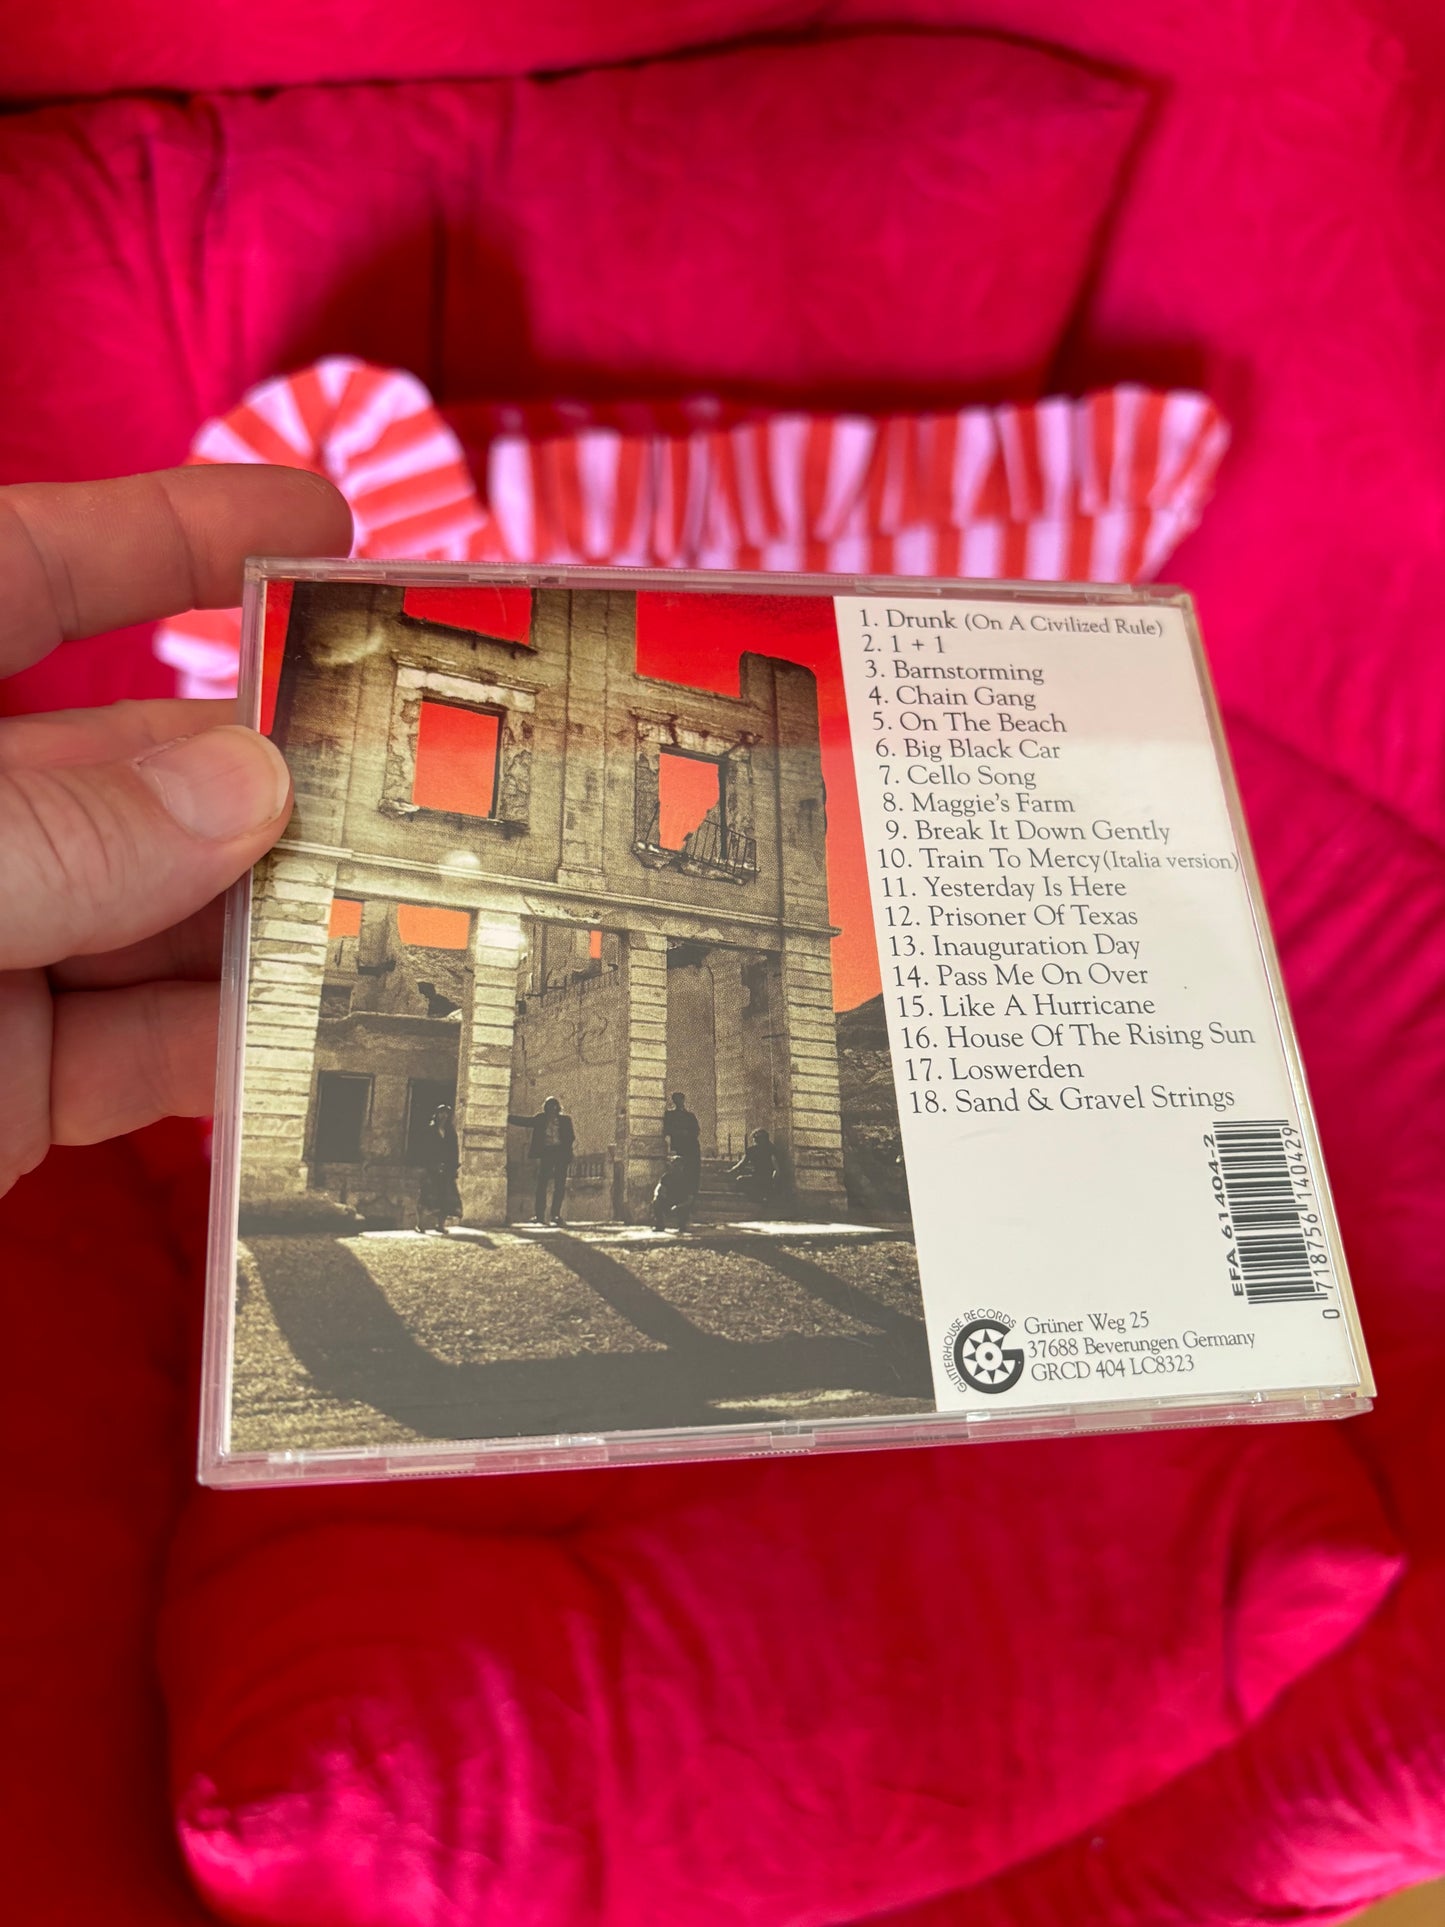 1. Drunk (On A Civilized Rule)
2. 1 + 1
3. Barnstorming
4. Chain Gang
5. On The Beach
6. Big Black Car
7. Cello Song
8. Maggie's Farm
9. Break It Down Gently
10. Train To Mercy(Italia version)
11. Yesterday Is Here
12. Prisoner Of Texas
13. Inauguration Day
14. Pass Me On Over
15. Like A Hurricane
16. House Of The Rising Sun
17. Loswerden
18. Sand & Gravel Strings
EFA 61404-2
0 718756 140429
GLITTERHOUSE RECORDS
Grüner Weg 25
37688 Beverungen Germany
GRCD 404 LC8323